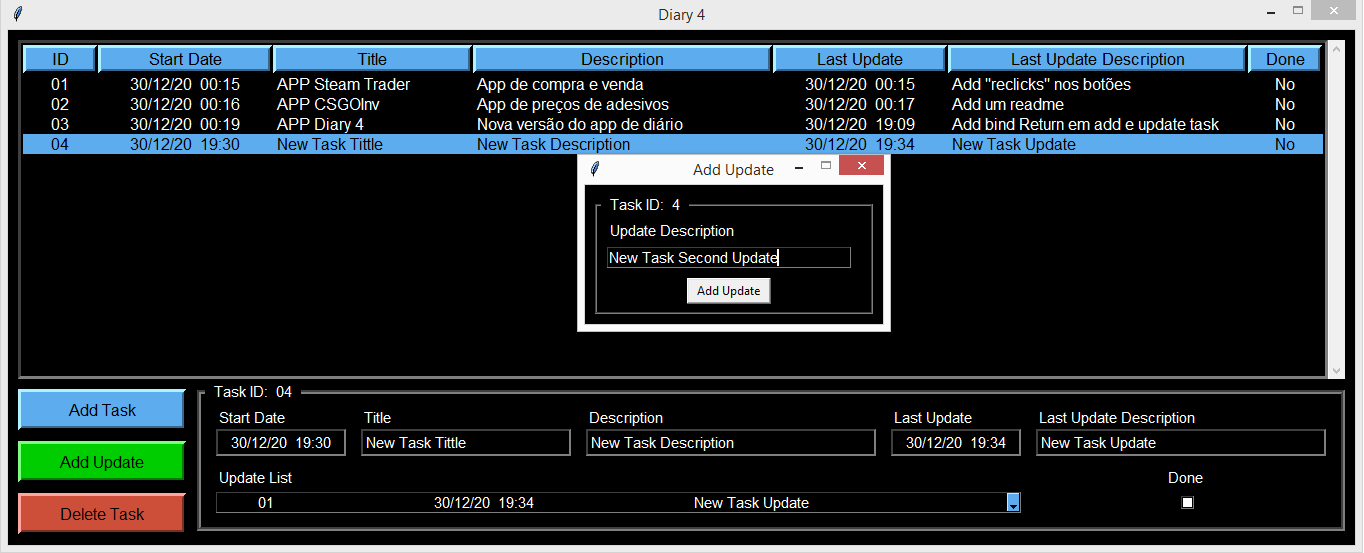 Diary 4
ID Start Date Title Description Last Update Last Update Description Done
01 30/12/20 00:15 APP Steam Trader App de compra e venda 30/12/20 00:15 Add "reclicks" nos botões No
02 30/12/20 00:16 APP CSGOInv App de preços de adesivos 30/12/20 00:17 Add um readme No
03 30/12/20 00:19 APP Diary 4 Nova versão do app de diário 30/12/20 19:09 Add bind Return em add e update task No
04 30/12/20 19:30 New Task Tittle New Task Description 30/12/20 19:34 New Task Update No
Add Update
Task ID: 4
Update Description
New Task Second Update
Add Update
Add Task
Add Update
Delete Task
Task ID: 04
Start Date Title Description Last Update Last Update Description
30/12/20 19:30 New Task Tittle New Task Description 30/12/20 19:34 New Task Update
Update List Done
01 30/12/20 19:34 New Task Update